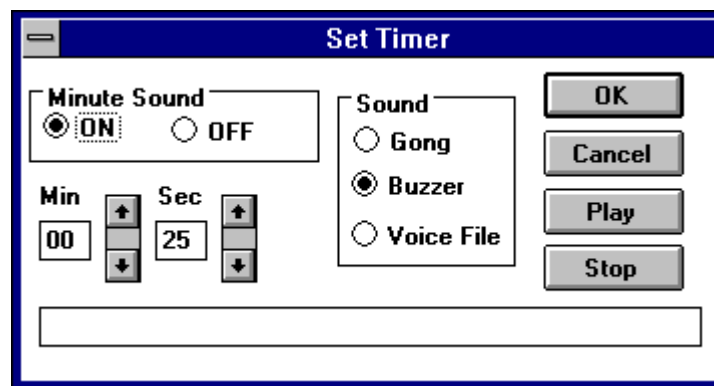 Set Timer
Minute Sound
ON OFF
Min Sec
00 25
Sound
Gong
Buzzer
Voice File
OK
Cancel
Play
Stop